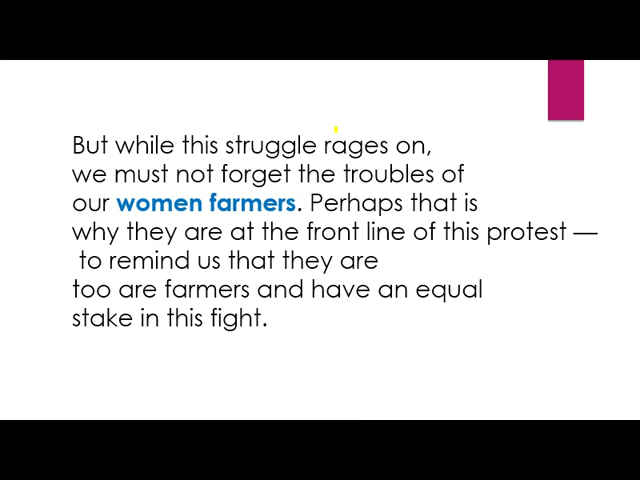 But while this struggle rages on,
we must not forget the troubles of
our women farmers. Perhaps that is
why they are at the front line of this protest —
to remind us that they are
too are farmers and have an equal
stake in this fight.